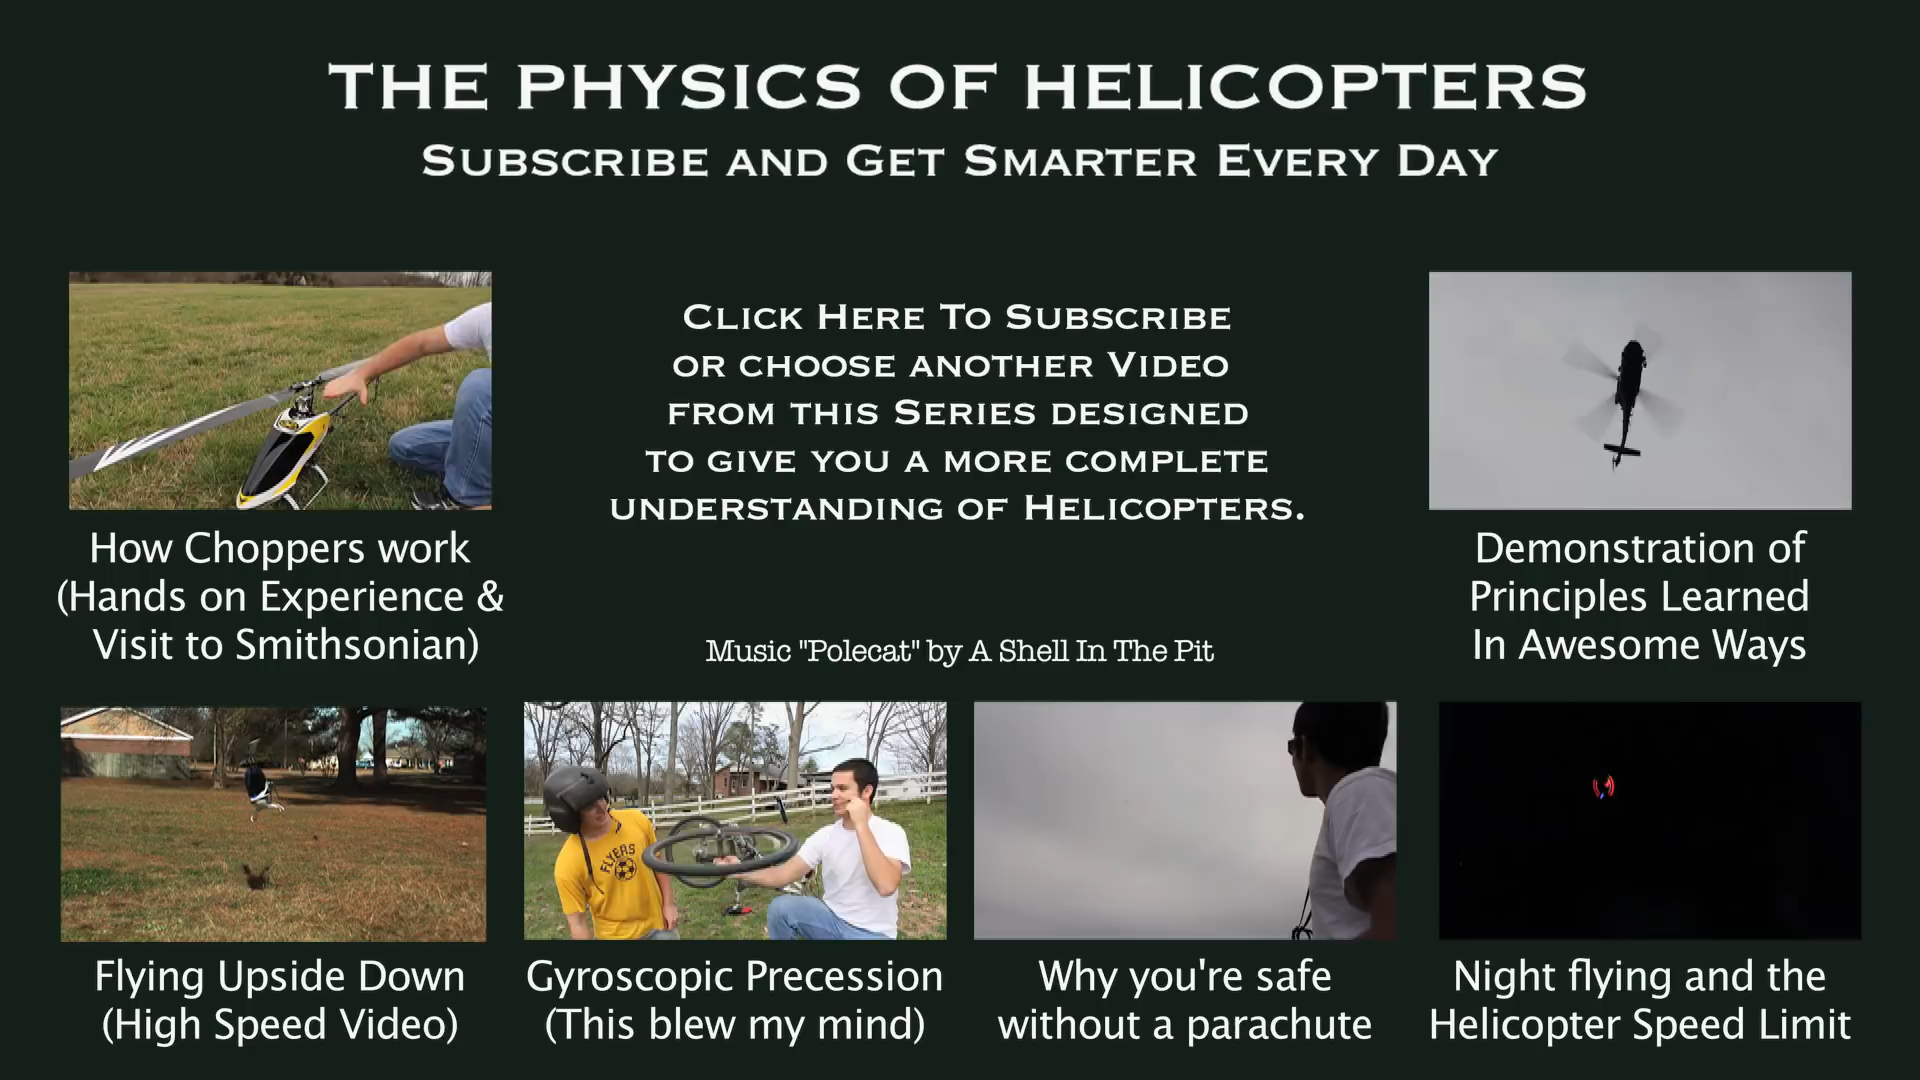 THE PHYSICS OF HELICOPTERS
SUBSCRIBE AND GET SMARTER EVERY DAY
CLICK HERE TO SUBSCRIBE
OR CHOOSE ANOTHER VIDEO
FROM THIS SERIES DESIGNED
TO GIVE YOU A MORE COMPLETE
UNDERSTANDING OF HELICOPTERS.
How Choppers work
(Hands on Experience &
Visit to Smithsonian)
Demonstration of
Principles Learned
In Awesome Ways
Music "Polecat" by A Shell In The Pit
FLYERS
Flying Upside Down
(High Speed Video)
Gyroscopic Precession
(This blew my mind)
Why you're safe
without a parachute
Night flying and the
Helicopter Speed Limit